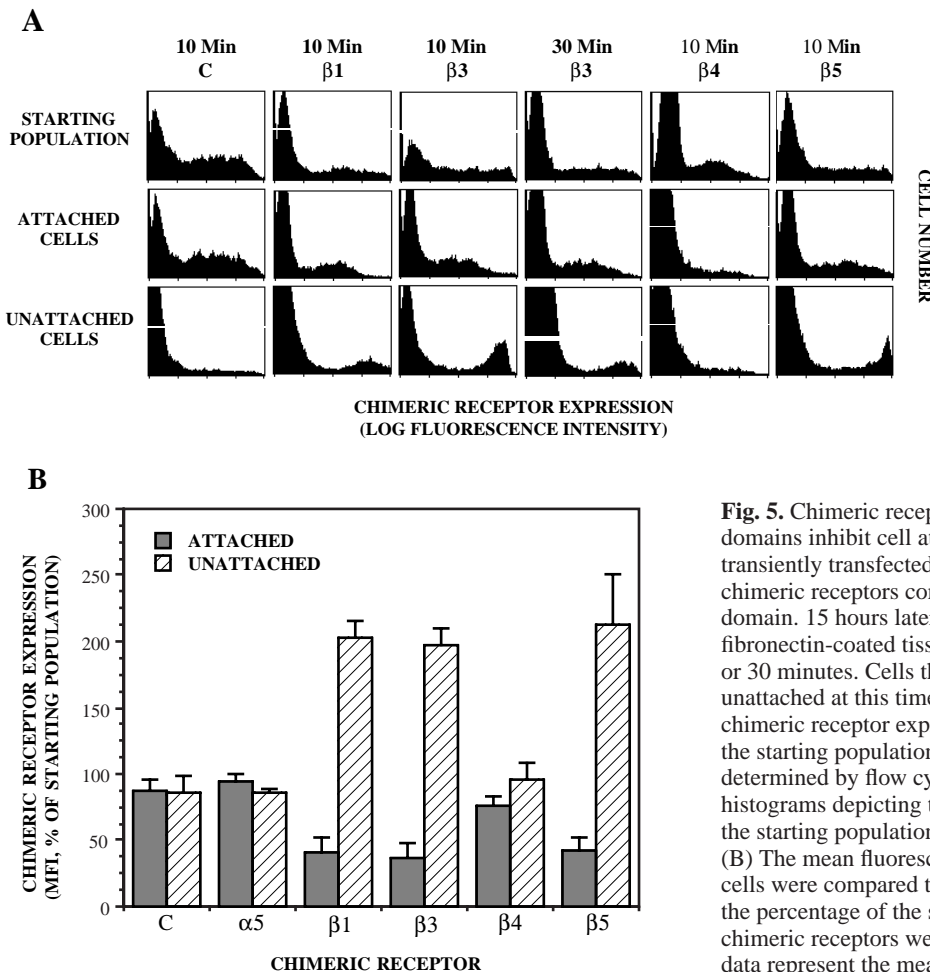 A
10 Min 10 Min 10 Min 30 Min 10 Min 10 Min
C β1 β3 β3 β4 β5
STARTING
POPULATION
ATTACHED
CELLS
UNATTACHED
CELLS
CELL NUMBER
CHIMERIC RECEPTOR EXPRESSION
(LOG FLUORESCENCE INTENSITY)
B
CHIMERIC RECEPTOR EXPRESSION
(MFI, % OF STARTING POPULATION)
300
250
200
150
100
50
0
ATTACHED
UNATTACHED
C α5 β1 β3 β4 β5
CHIMERIC RECEPTOR
Fig. 5. Chimeric recep
domains inhibit cell at
transiently transfected
chimeric receptors con
domain. 15 hours later
fibronectin-coated tiss
or 30 minutes. Cells th
unattached at this time
chimeric receptor exp
the starting population
determined by flow cy
histograms depicting t
the starting population
(B) The mean fluoresc
cells were compared t
the percentage of the s
chimeric receptors we
data represent the mea